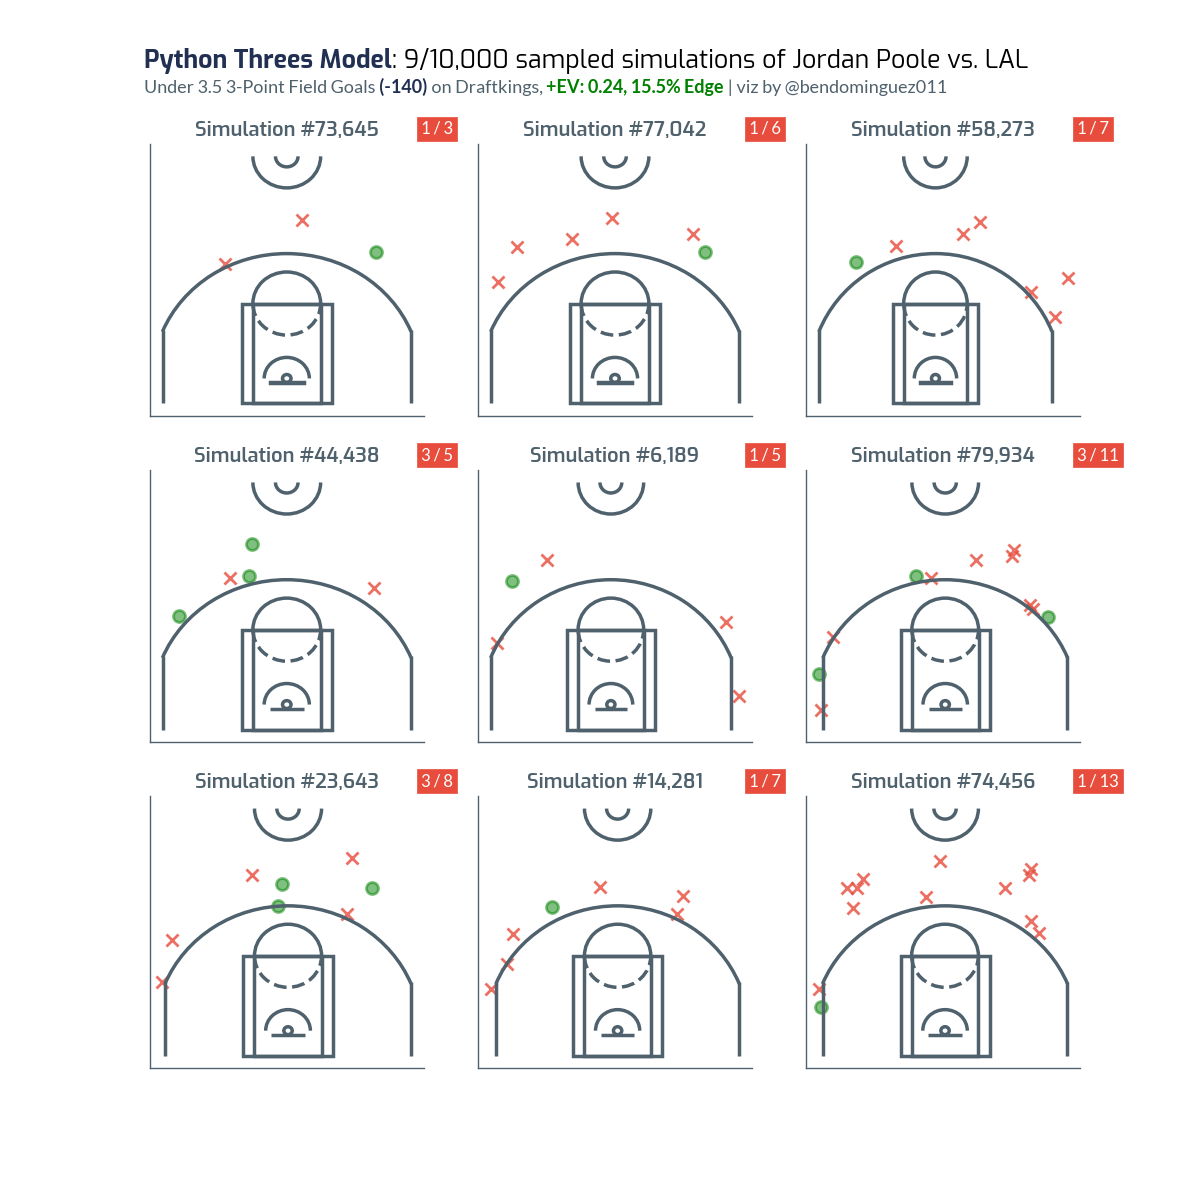 Python Threes Model: 9/10,000 sampled simulations of Jordan Poole vs. LAL
Under 3.5 3-Point Field Goals (-140) on Draftkings, +EV: 0.24, 15.5% Edge | viz by @bendominguez011
Simulation #73,645 1 / 3
Simulation #77,042 1 / 6
Simulation #58,273 1 / 7
Simulation #44,438 3 / 5
Simulation #6,189 1 / 5
Simulation #79,934 3 / 11
Simulation #23,643 3 / 8
Simulation #14,281 1 / 7
Simulation #74,456 1 / 13